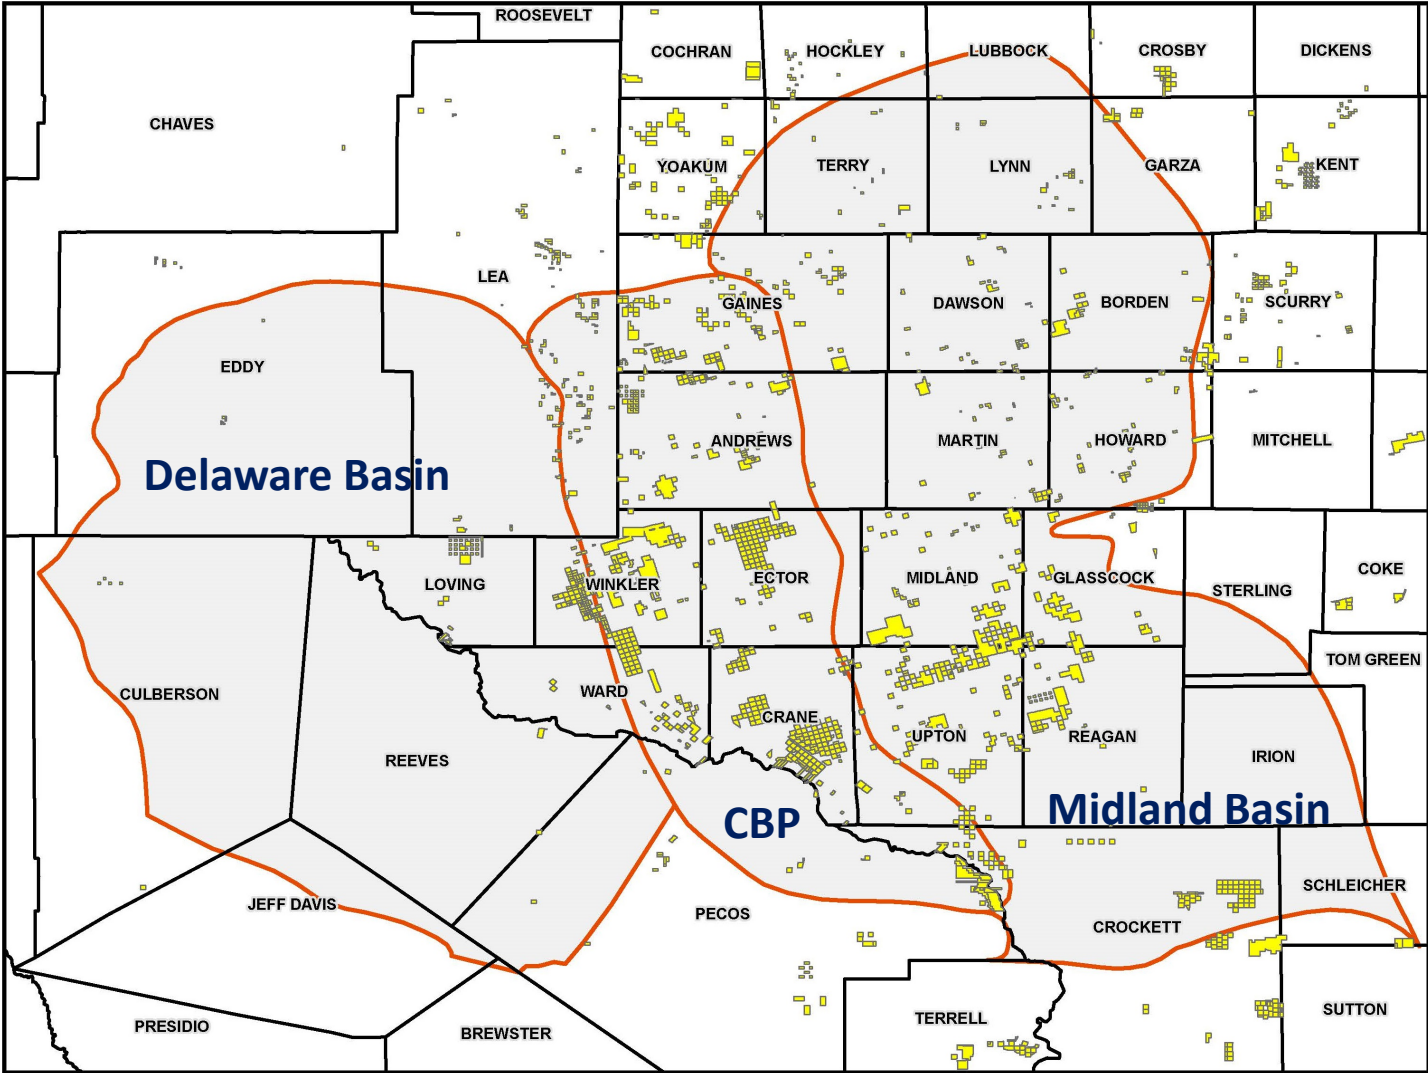 ROOSEVELT
COCHRAN
HOCKLEY
LUBBOCK
CROSBY
DICKENS
CHAVES
YOAKUM
TERRY
LYNN
GARZA
KENT
LEA
GAINES
DAWSON
BORDEN
SCURRY
EDDY
ANDREWS
MARTIN
HOWARD
MITCHELL
Delaware Basin
LOVING
WINKLER
ECTOR
MIDLAND
GLASSCOCK
STERLING
COKE
TOM GREEN
CULBERSON
WARD
CRANE
UPTON
REAGAN
IRION
REEVES
CBP
Midland Basin
JEFF DAVIS
PECOS
CROCKETT
SCHLEICHER
PRESIDIO
BREWSTER
TERRELL
SUTTON